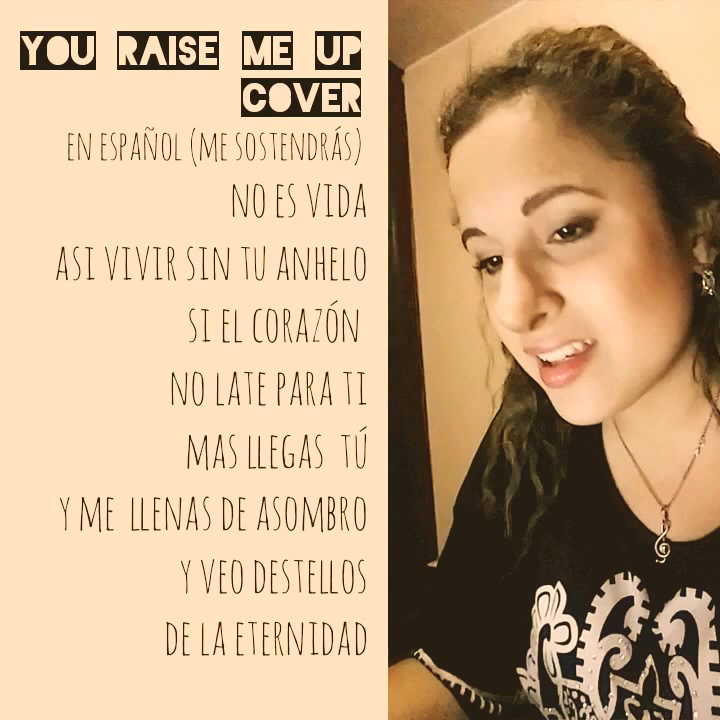 YOU RAISE ME UP
COVER
EN ESPAÑOL (ME SOSTENDRÁS)
NO ES VIDA
ASI VIVIR SIN TU ANHELO
SI EL CORAZÓN
NO LATE PARA TI
MAS LLEGAS TÚ
Y ME LLENAS DE ASOMBRO
Y VEO DESTELLOS
DE LA ETERNIDAD